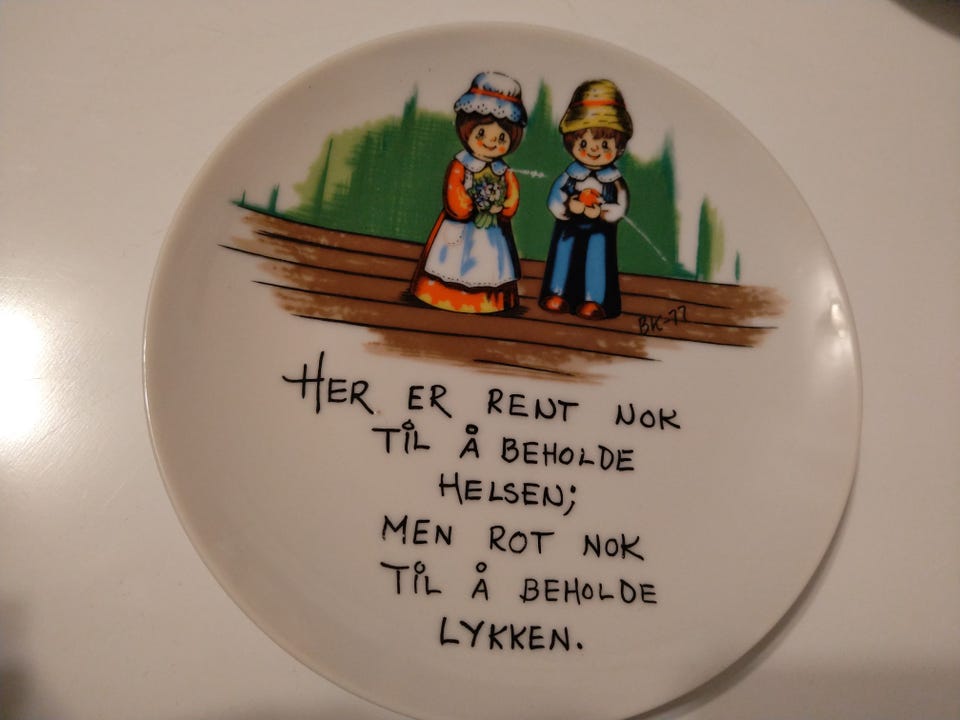 BK-77
HER ER RENT NOK
TIL Å BEHOLDE
HELSEN;
MEN ROT NOK
TIL Å BEHOLDE
LYKKEN.